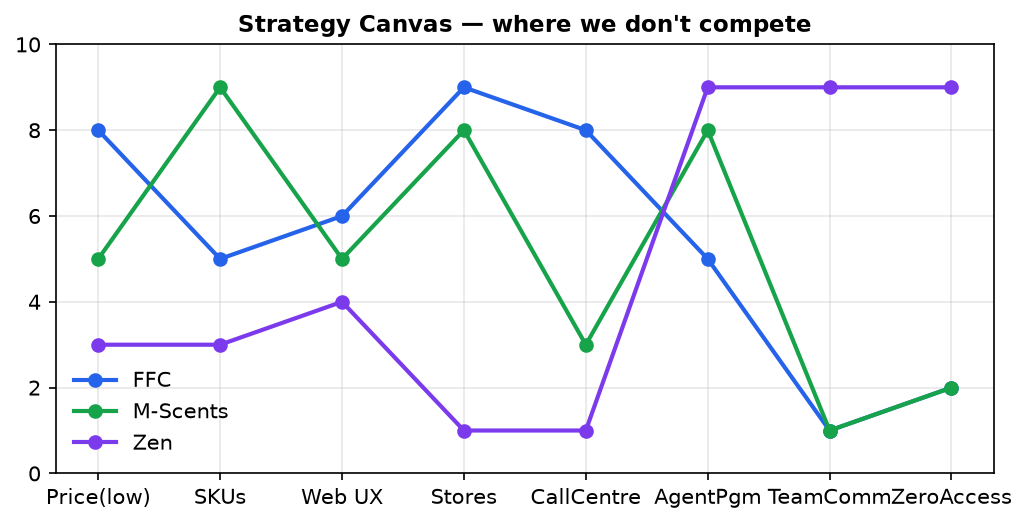 Strategy Canvas — where we don't compete
10
8
6
4
2
0
FFC
M-Scents
Zen
Price(low) SKUs Web UX Stores CallCentre AgentPgm TeamComm ZeroAccess